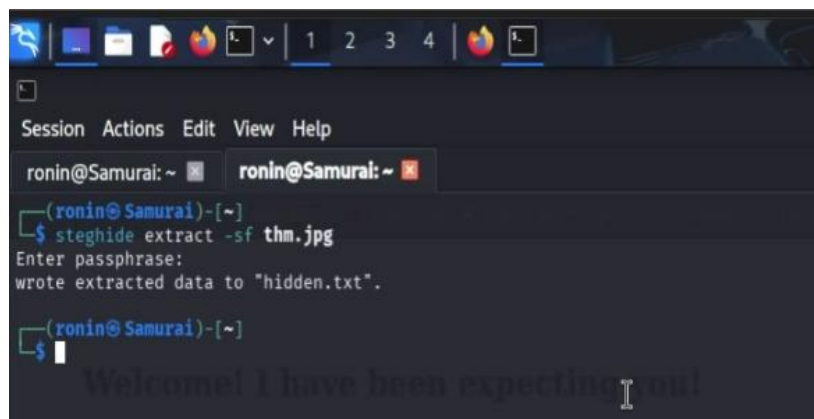 1 2 3 4
Session Actions Edit View Help
ronin@Samurai: ~ ronin@Samurai: ~
(ronin㉿Samurai)-[~]
$ steghide extract -sf thm.jpg
Enter passphrase:
wrote extracted data to "hidden.txt".
(ronin㉿Samurai)-[~]
$
Welcome! I have been expecting you!